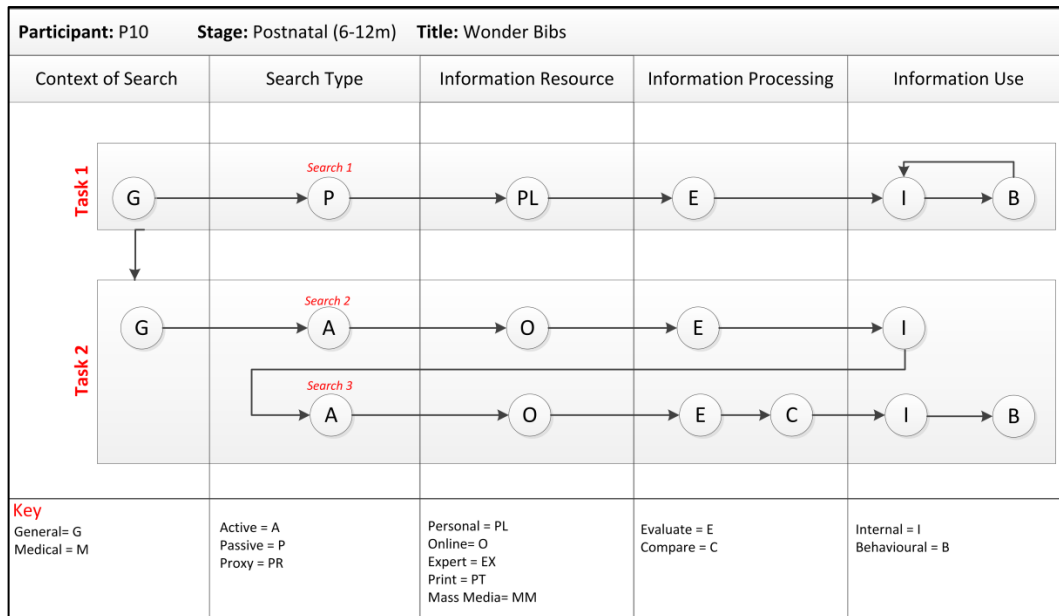 Participant: P10 Stage: Postnatal (6-12m) Title: Wonder Bibs
Context of Search Search Type Information Resource Information Processing Information Use
Task 1
Search 1
G P PL E I B
Task 2
Search 2
G A O E I
Search 3
A O E C I B
Key
General= G
Medical = M
Active = A
Passive = P
Proxy = PR
Personal = PL
Online= O
Expert = EX
Print = PT
Mass Media= MM
Evaluate = E
Compare = C
Internal = I
Behavioural = B